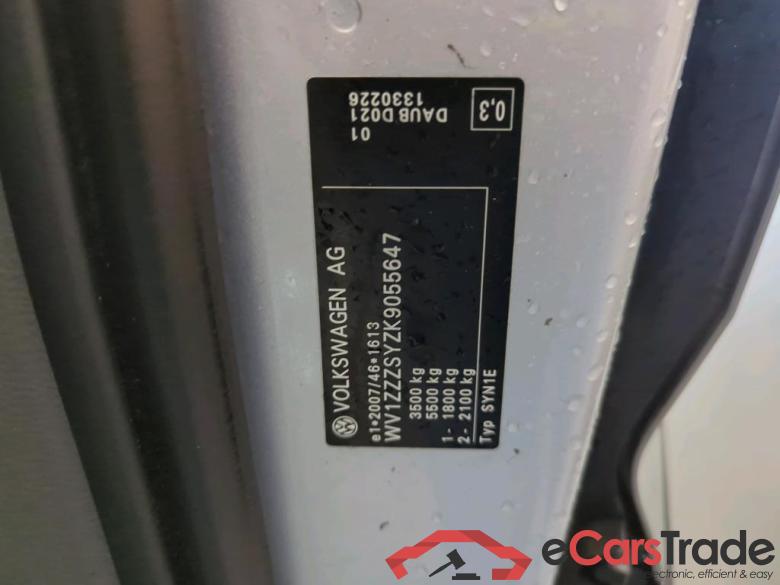 VOLKSWAGEN AG
e1*2007/46*1613
WV1ZZZSYZK9055647
3500 kg
5500 kg
1- 1800 kg
2- 2100 kg
Typ SYN1E
01
DAUB D021
1330226
0,3
eCarsTrade
electronic, efficient & easy